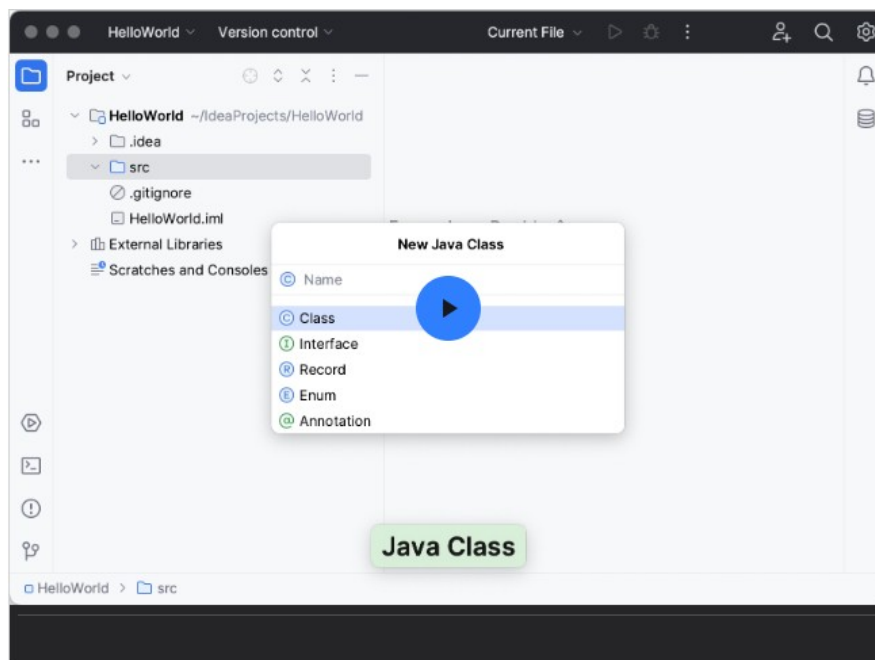 HelloWorld Version control Current File
Project
HelloWorld ~/IdeaProjects/HelloWorld
.idea
src
.gitignore
HelloWorld.iml
External Libraries
Scratches and Consoles
New Java Class
Name
Class
Interface
Record
Enum
Annotation
Java Class
HelloWorld > src